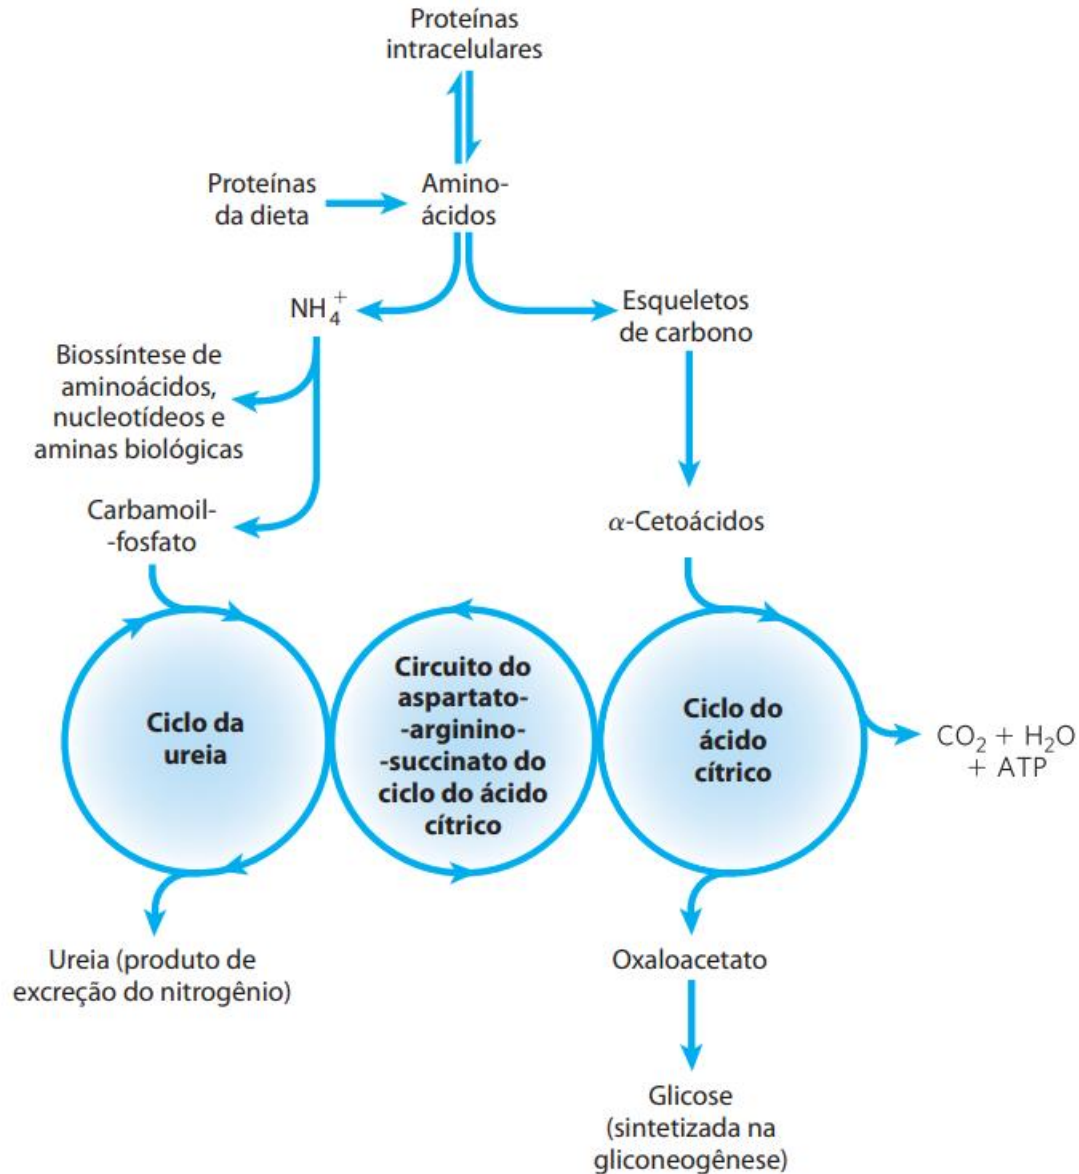 Proteínas
intracelulares
Proteínas
da dieta
Amino-
ácidos
NH₄⁺
Esqueletos
de carbono
Biossíntese de
aminoácidos,
nucleotídeos e
aminas biológicas
Carbamoil-
-fosfato
α-Cetoácidos
Ciclo da
ureia
Circuito do
aspartato-
-arginino-
-succinato do
ciclo do ácido
cítrico
Ciclo do
ácido
cítrico
CO₂ + H₂O
+ ATP
Ureia (produto de
excreção do nitrogênio)
Oxaloacetato
Glicose
(sintetizada na
gliconeogênese)